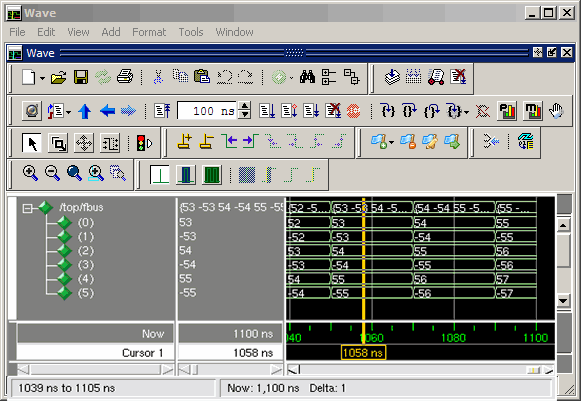 Wave
File Edit View Add Format Tools Window
Wave
100 ns
/top/fbus (53 -53 54 -54 55 -55 (52 -5... (53 -53 54 -5... (54 -54 55 -5... (55 -...
(0) 53 52 53 54 55
(1) -53 -52 -53 -54 -55
(2) 54 53 54 55 56
(3) -54 -53 -54 -55 -56
(4) 55 54 55 56 57
(5) -55 -54 -55 -56 -57
Now 1100 ns 040 1060 1080 1100
Cursor 1 1058 ns 1058 ns
1039 ns to 1105 ns Now: 1,100 ns Delta: 1